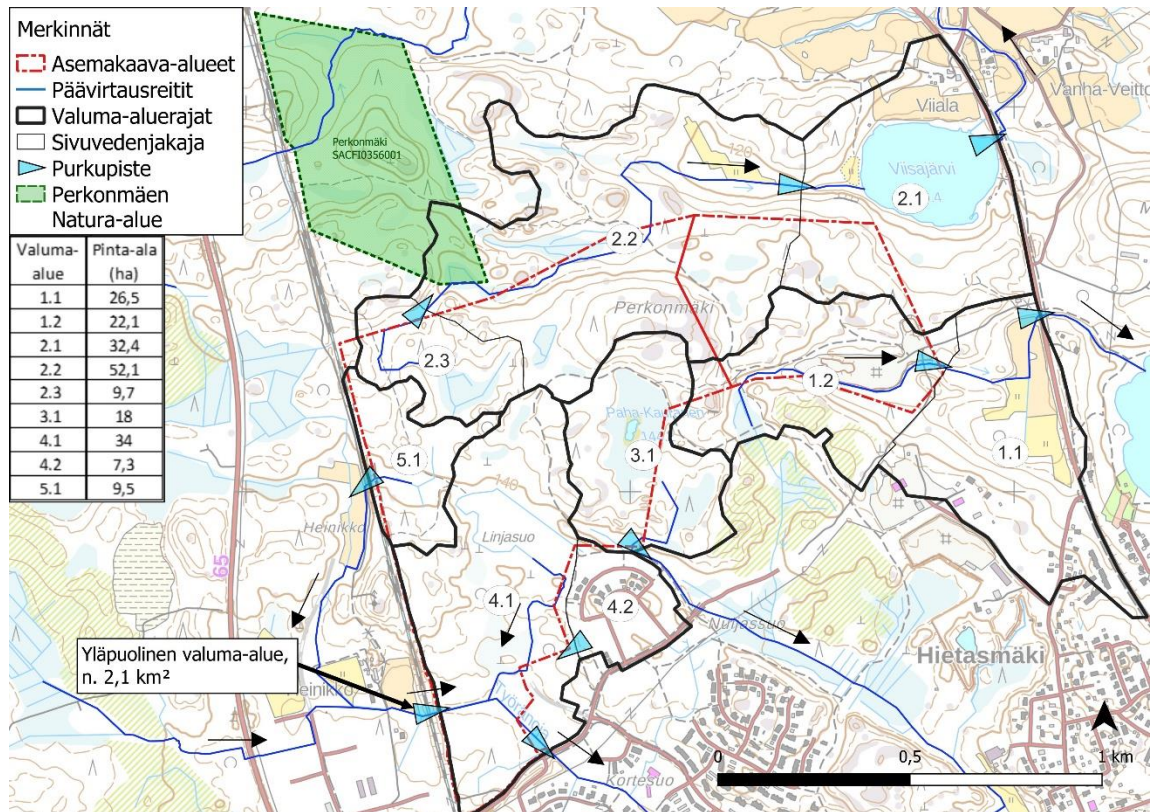 Merkinnät
Asemakaava-alueet
Päävirtausreitit
Valuma-aluerajat
Sivuvedenjakaja
Purkupiste
Perkonmäen
Natura-alue
Valuma-alue Pinta-ala (ha)
1.1 26,5
1.2 22,1
2.1 32,4
2.2 52,1
2.3 9,7
3.1 18
4.1 34
4.2 7,3
5.1 9,5
Perkonmäki
SACFI0356001
120
Viiala
Vanha-Veitto
Viisajärvi
2.1
2.2
Perkonmäki
2.3
1.2
3.1
1.1
5.1
140
Heinikko
Linjasuo
65
4.1
4.2
Nuijassuo
Hietasmäki
Yläpuolinen valuma-alue,
n. 2,1 km²
Heinikko
Kortesuo
0 0,5 1 km